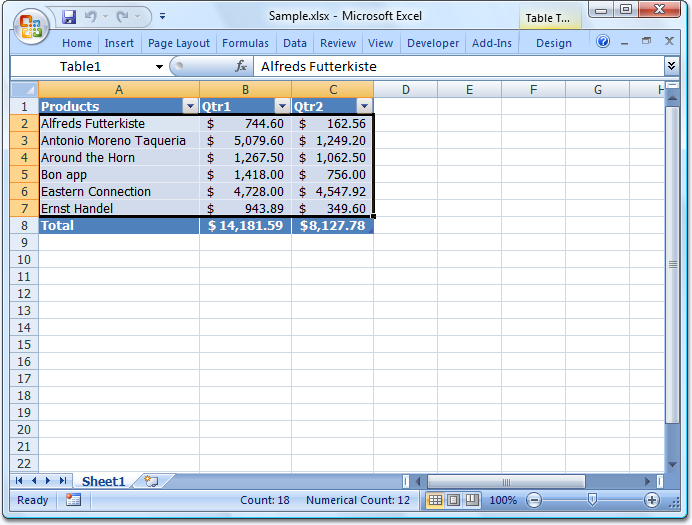 Sample.xlsx - Microsoft Excel Table T...
Home Insert Page Layout Formulas Data Review View Developer Add-Ins Design
Table1 fx Alfreds Futterkiste
A B C D E F G H
1 Products Qtr1 Qtr2
2 Alfreds Futterkiste $ 744.60 $ 162.56
3 Antonio Moreno Taqueria $ 5,079.60 $ 1,249.20
4 Around the Horn $ 1,267.50 $ 1,062.50
5 Bon app $ 1,418.00 $ 756.00
6 Eastern Connection $ 4,728.00 $ 4,547.92
7 Ernst Handel $ 943.89 $ 349.60
8 Total $ 14,181.59 $8,127.78
9
10
11
12
13
14
15
16
17
18
19
20
21
22
Sheet1
Ready Count: 18 Numerical Count: 12 100%